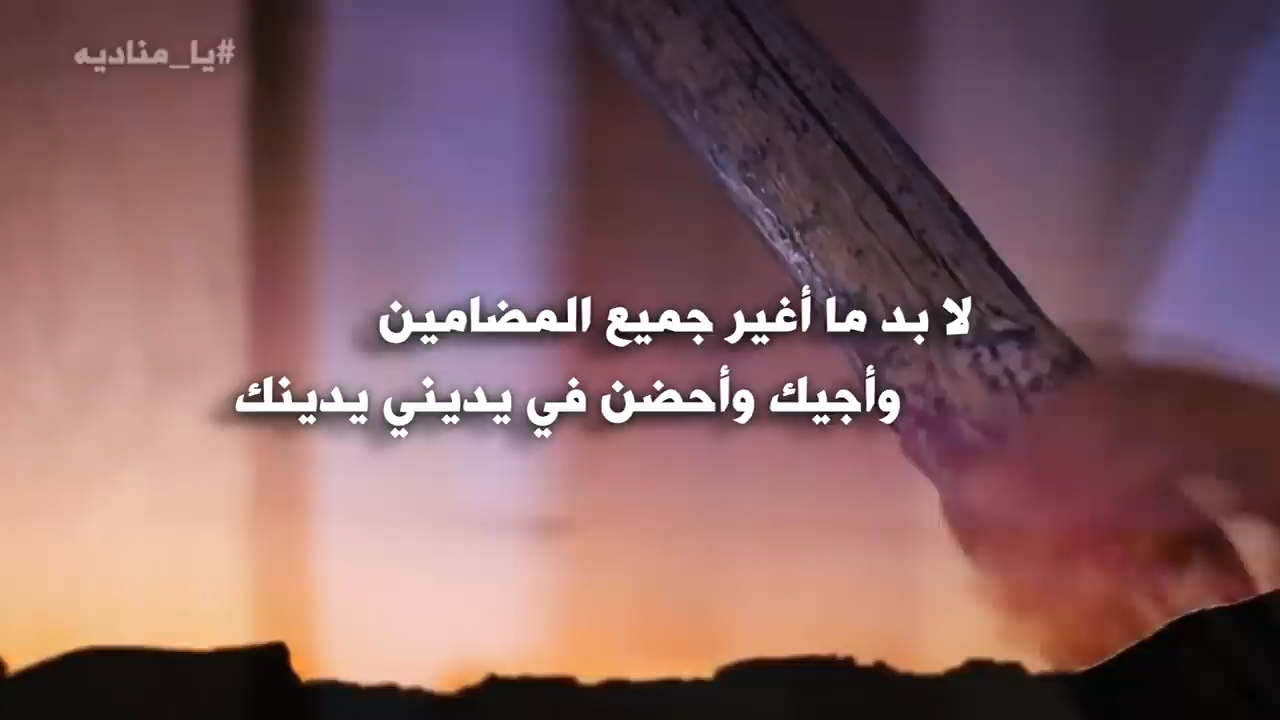 #يا_مناديه
لا بد ما أغير جميع المضامين
وأجيك وأحضن في يديني يدينك